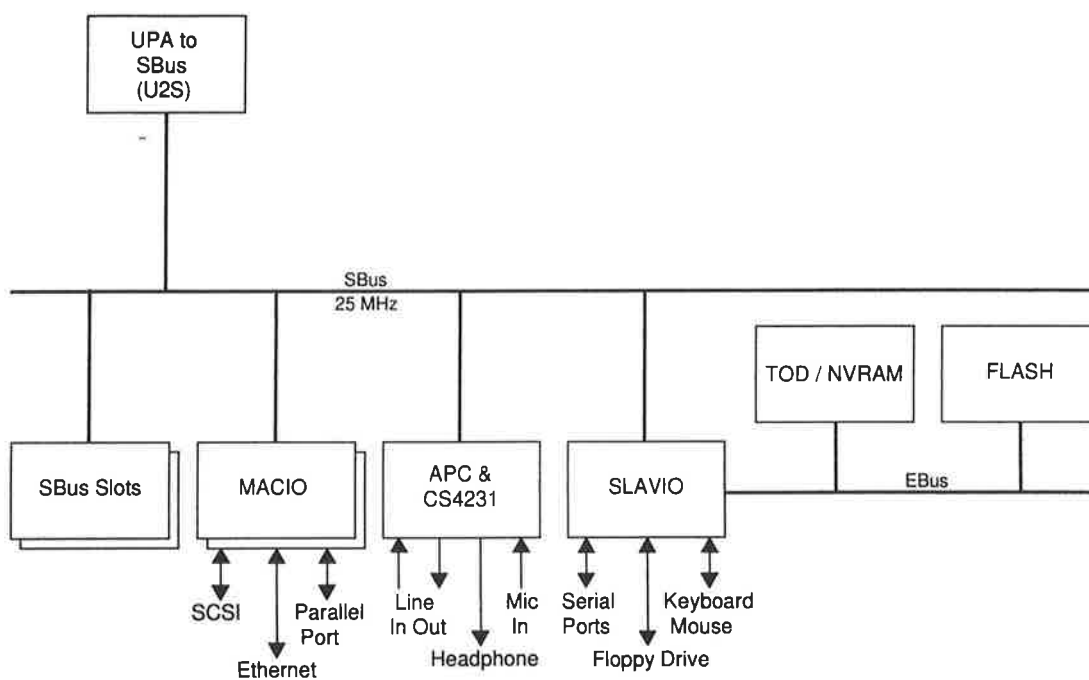 UPA to
SBus
(U2S)
SBus
25 MHz
TOD / NVRAM
FLASH
EBus
SBus Slots
MACIO
APC &
CS4231
SLAVIO
SCSI
Ethernet
Parallel
Port
Line
In Out
Headphone
Mic
In
Serial
Ports
Floppy Drive
Keyboard
Mouse